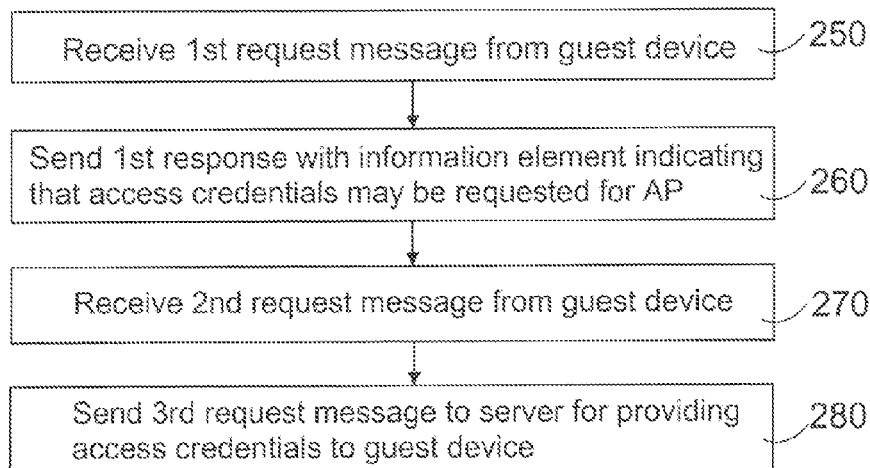 Receive 1st request message from guest device
250
Send 1st response with information element indicating
that access credentials may be requested for AP
260
Receive 2nd request message from guest device
270
Send 3rd request message to server for providing
access credentials to guest device
280